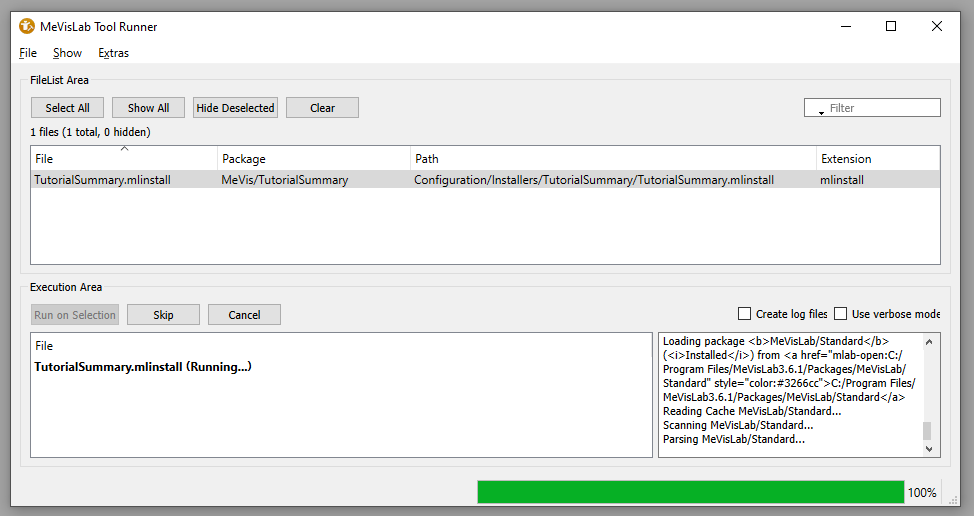 MeVisLab Tool Runner
File Show Extras
FileList Area
Select All Show All Hide Deselected Clear Filter
1 files (1 total, 0 hidden)
File Package Path Extension
TutorialSummary.mlinstall MeVis/TutorialSummary Configuration/Installers/TutorialSummary/TutorialSummary.mlinstall mlinstall
Execution Area
Run on Selection Skip Cancel Create log files Use verbose mode
File
TutorialSummary.mlinstall (Running...)
Loading package <b>MeVisLab/Standard</b>
(<i>Installed</i>) from <a href="mlab-open:C:/
Program Files/MeVisLab3.6.1/Packages/MeVisLab/
Standard" style="color:#3266cc">C:/Program Files/
MeVisLab3.6.1/Packages/MeVisLab/Standard</a>
Reading Cache MeVisLab/Standard...
Scanning MeVisLab/Standard...
Parsing MeVisLab/Standard...
100%